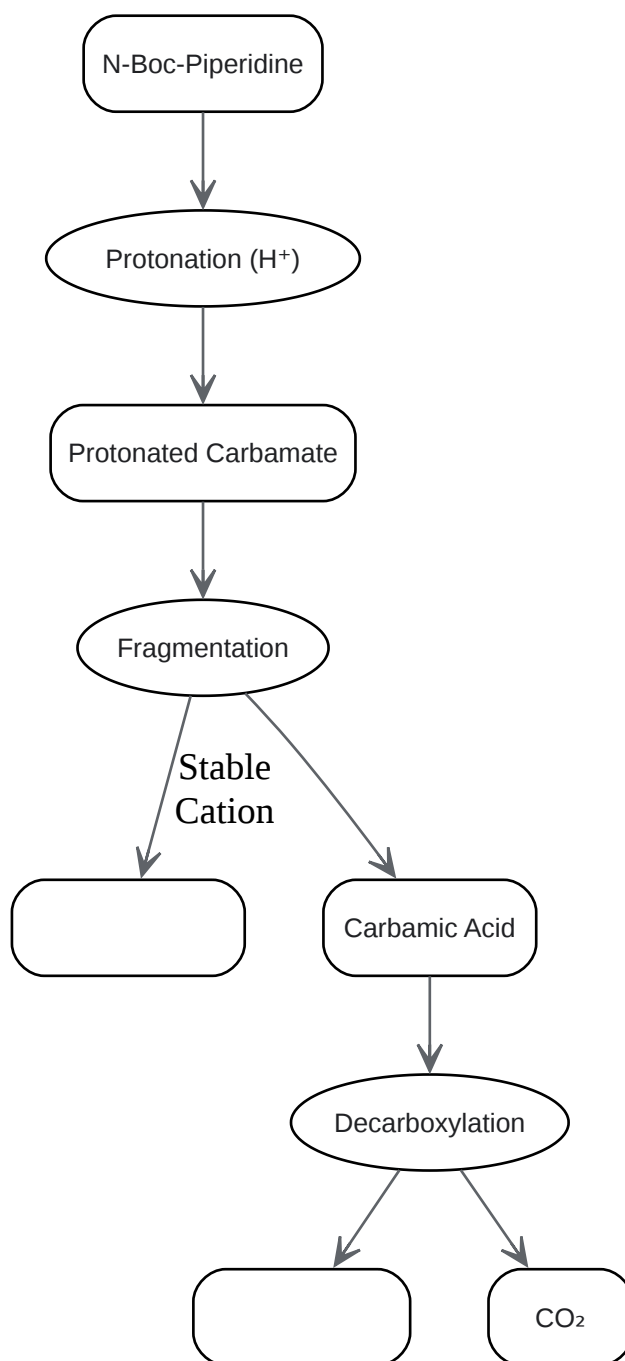 N-Boc-Piperidine
Protonation (H⁺)
Protonated Carbamate
Fragmentation
Stable
Cation
Carbamic Acid
Decarboxylation
CO₂